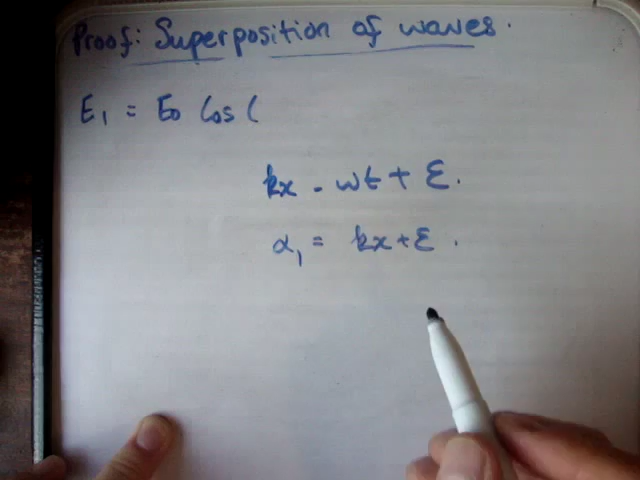 Proof: Superposition of waves.
E₁ = E₀ Cos (
kx - wt + ε.
α₁ = kx + ε.